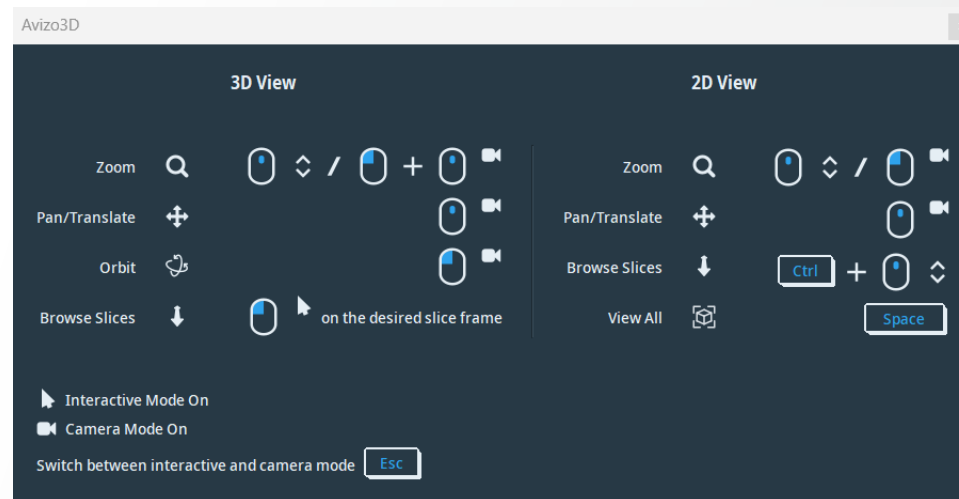 Avizo3D
3D View
2D View
Zoom / +
Zoom /
Pan/Translate
Pan/Translate
Orbit
Browse Slices Ctrl +
Browse Slices on the desired slice frame
View All Space
Interactive Mode On
Camera Mode On
Switch between interactive and camera mode Esc